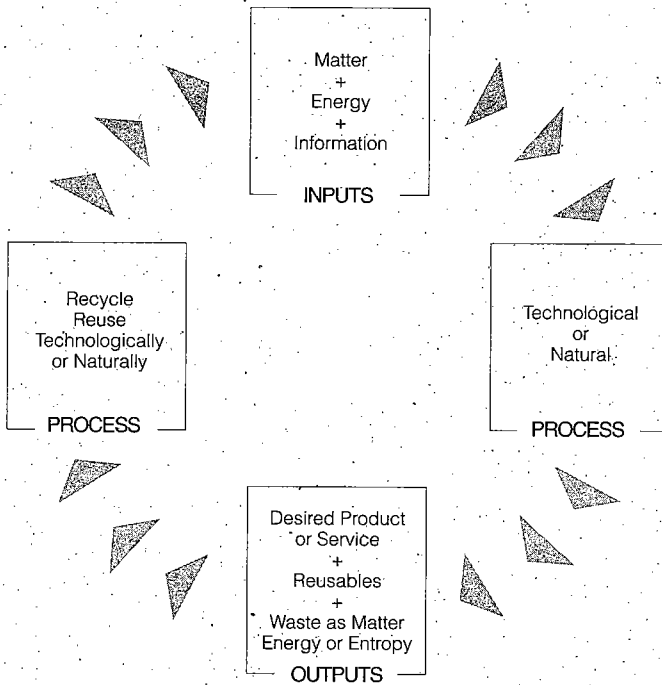 Matter
+
Energy
+
Information
INPUTS
Recycle
Reuse
Technologically
or Naturally
PROCESS
Technological
or
Natural
PROCESS
Desired Product
or Service
+
Reusables
+
Waste as Matter
Energy or Entropy
OUTPUTS